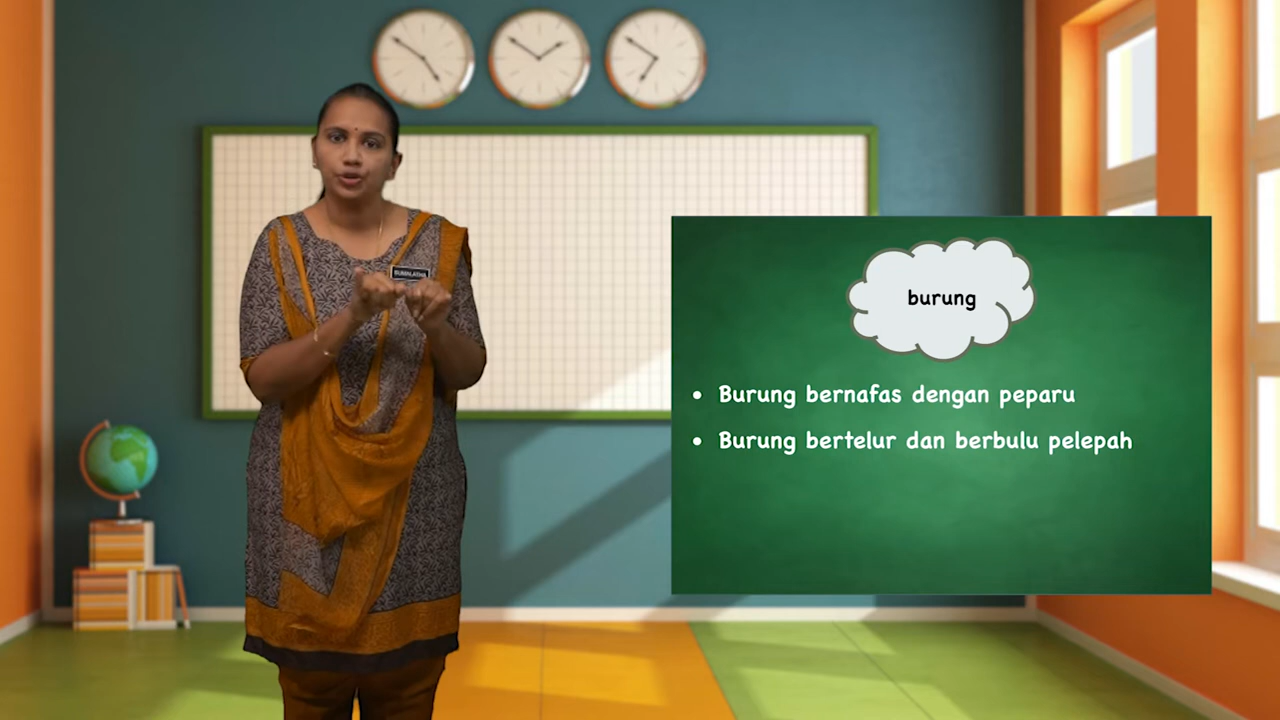 burung
Burung bernafas dengan peparu
Burung bertelur dan berbulu pelepah